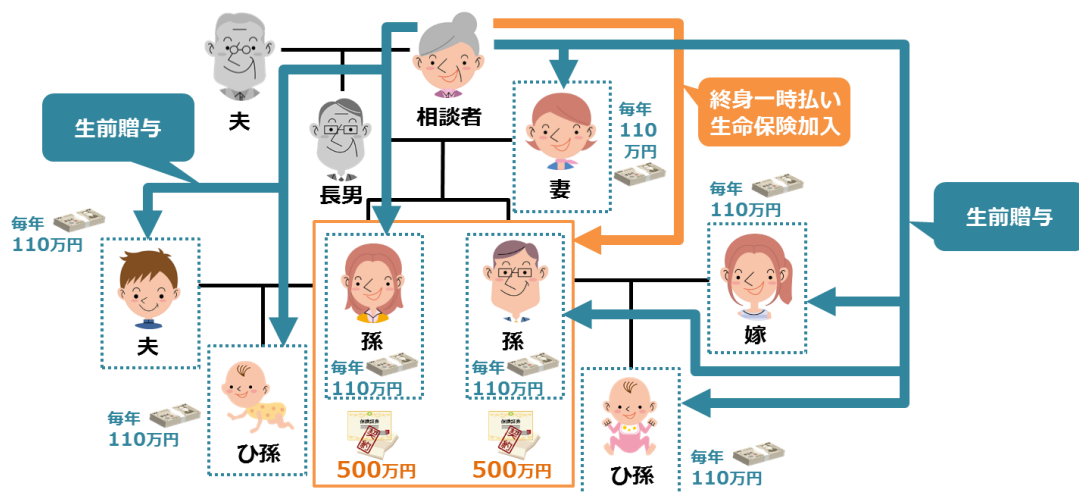 夫
相談者
長男
生前贈与
終身一時払い
生命保険加入
毎年
110
万円
妻
毎年
110万円
生前贈与
毎年
110万円
夫
孫
毎年
110万円
孫
毎年
110万円
嫁
毎年
110万円
ひ孫
契約
500万円
契約
500万円
ひ孫
毎年
110万円